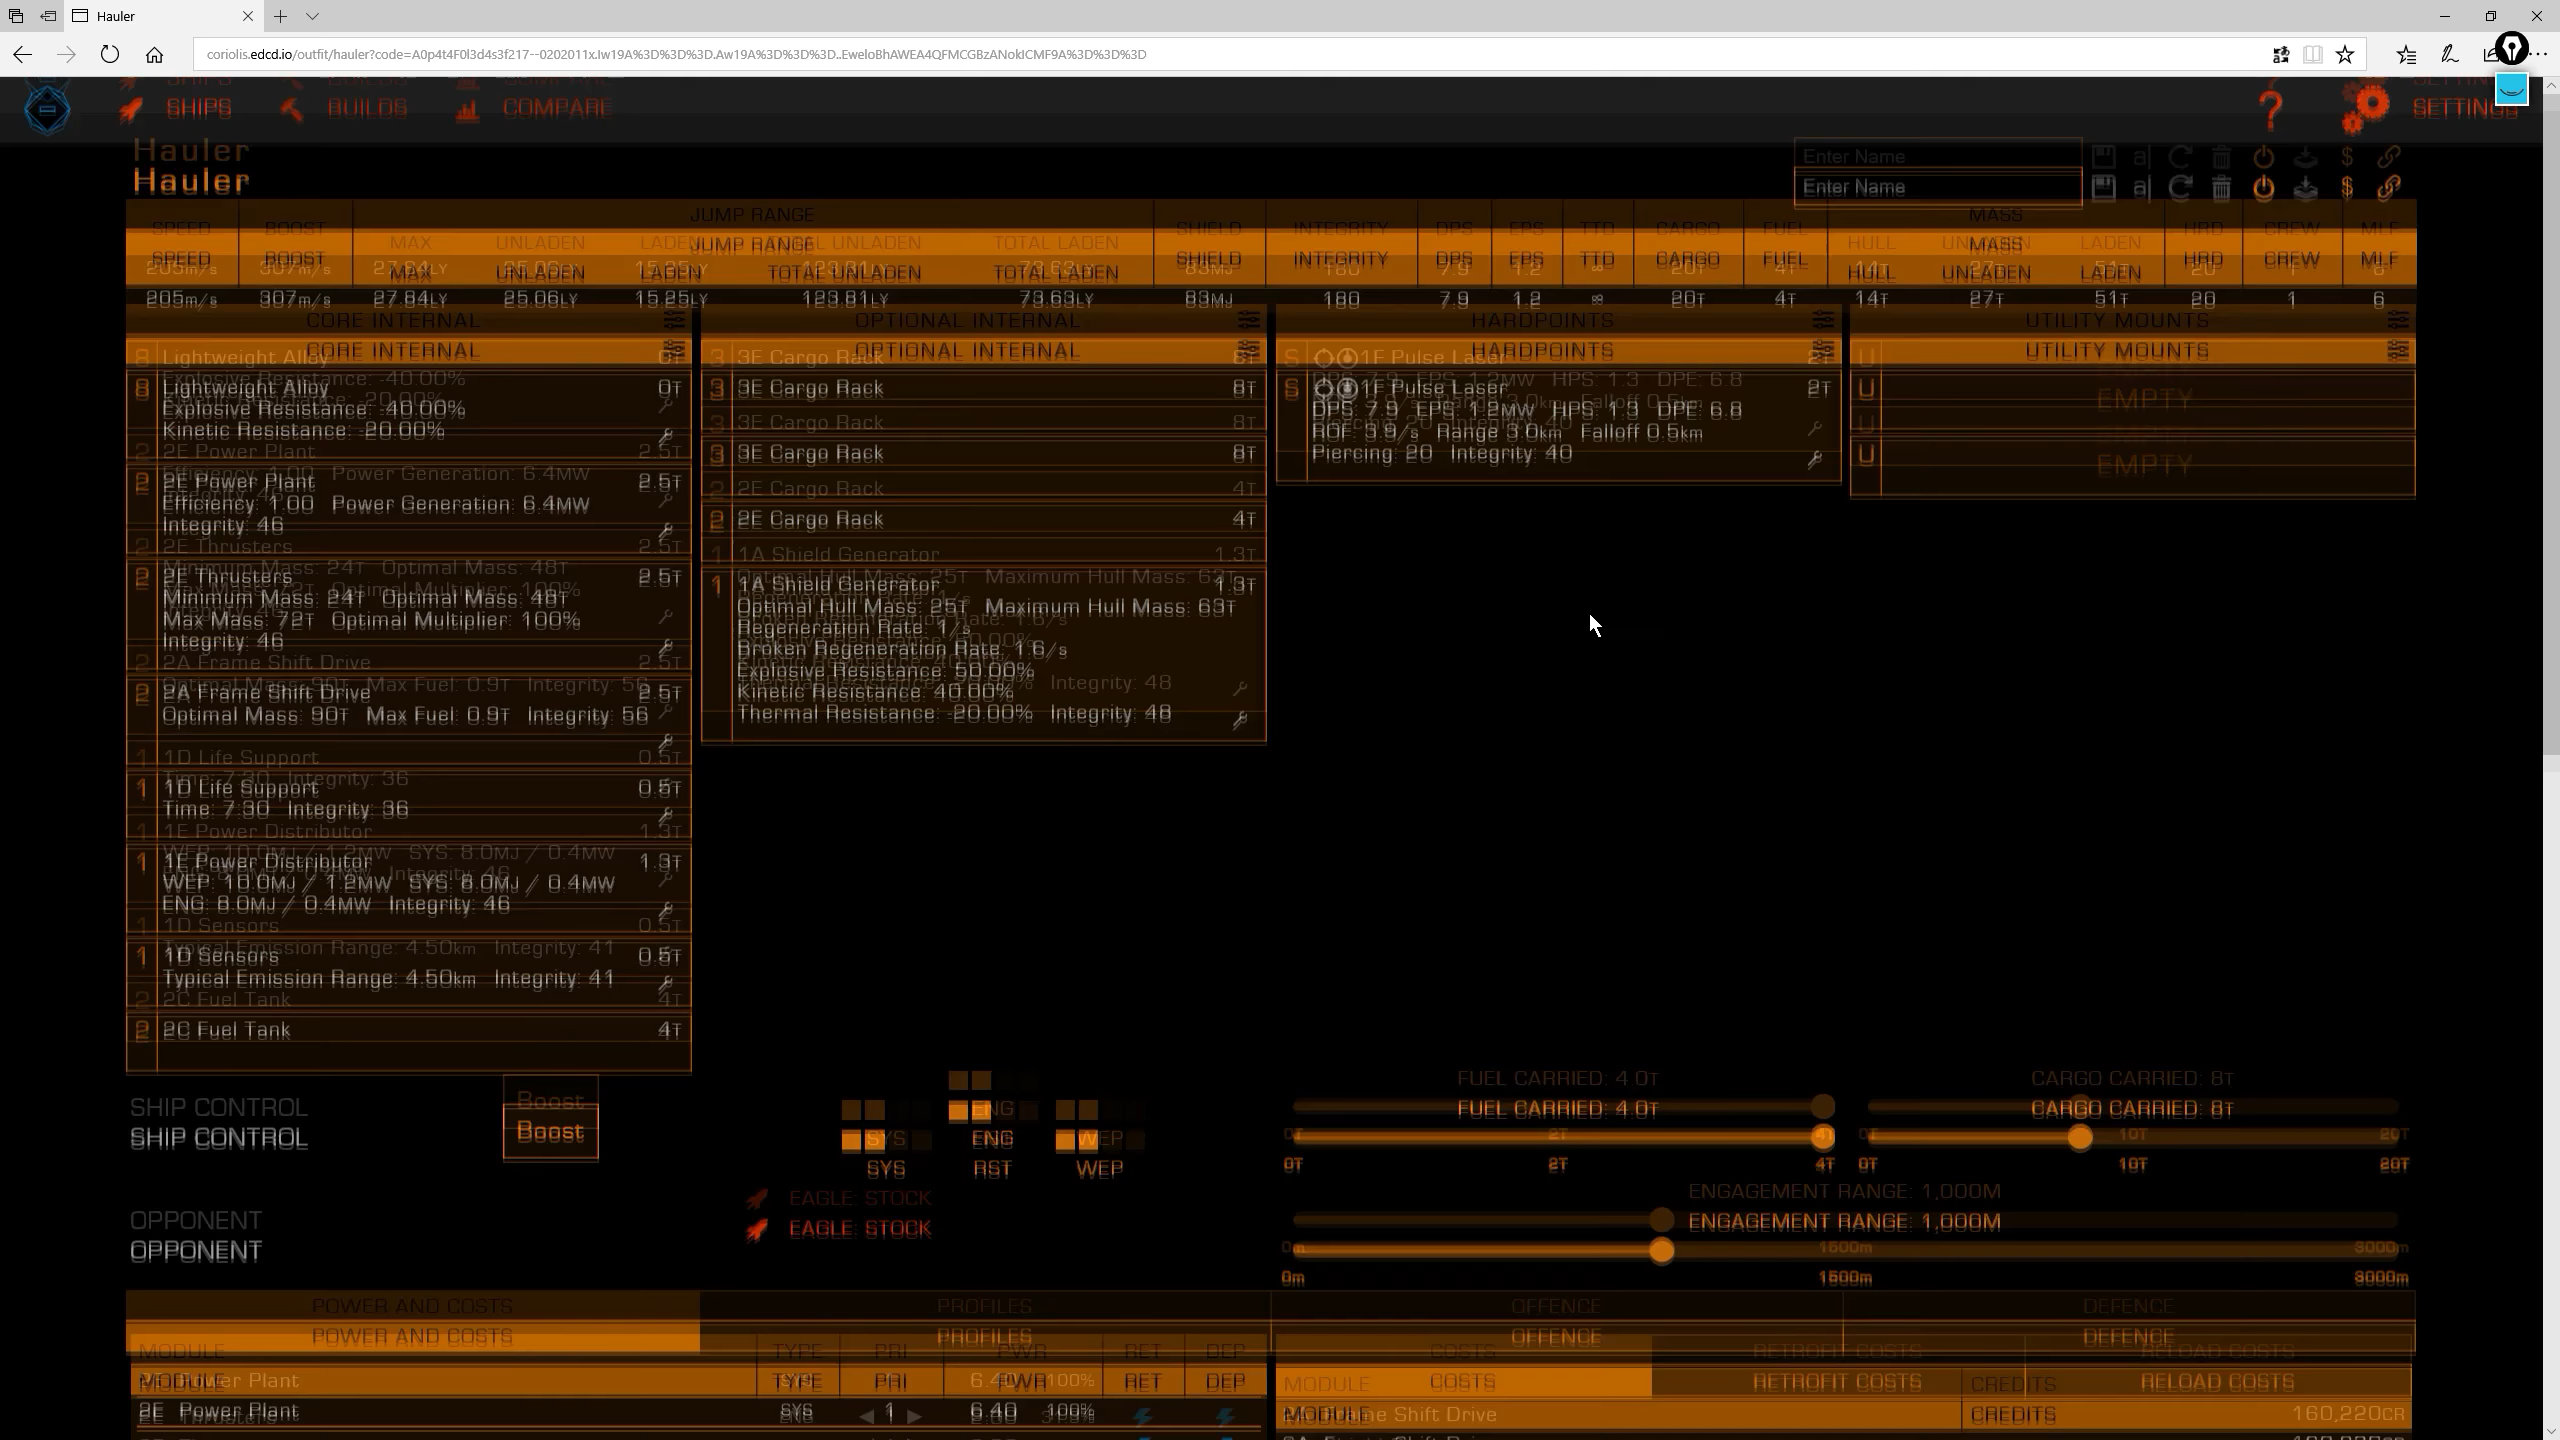 Hauler
coriolis.edcd.io/outfit/hauler?code=A0p4t4F0l3d4s3f217--0202011x.Iw19A%3D%3D%3D.Aw19A%3D%3D%3D..EweloBhAWEA4QFMCGBzANokICMF9A%3D%3D%3D
SHIPS BUILDS COMPARE SETTINGS
Hauler
Enter Name
SPEED BOOST JUMP RANGE SHIELD INTEGRITY DPS EPS TTD CARGO FUEL MASS HRD CREW MLF
MAX UNLADEN LADEN TOTAL UNLADEN TOTAL LADEN HULL UNLADEN LADEN
205m/s 307m/s 27.84LY 25.06LY 15.25LY 123.81LY 73.63LY 83MJ 180 7.9 1.2 ∞ 20T 4T 14T 27T 51T 20 1 6
CORE INTERNAL
8 Lightweight Alloy 0T
Explosive Resistance: -40.00%
Kinetic Resistance: -20.00%
2 2E Power Plant 2.5T
Efficiency: 1.00 Power Generation: 6.4MW
Integrity: 46
2 2E Thrusters 2.5T
Minimum Mass: 24T Optimal Mass: 48T
Max Mass: 72T Optimal Multiplier: 100%
Integrity: 46
2 2A Frame Shift Drive 2.5T
Optimal Mass: 90T Max Fuel: 0.9T Integrity: 56
1 1D Life Support 0.5T
Time: 7:30 Integrity: 36
1 1E Power Distributor 1.3T
WEP: 10.0MJ / 1.2MW SYS: 8.0MJ / 0.4MW
ENG: 8.0MJ / 0.4MW Integrity: 46
1 1D Sensors 0.5T
Typical Emission Range: 4.50km Integrity: 41
2 2C Fuel Tank 4T
OPTIONAL INTERNAL
3 3E Cargo Rack 8T
3 3E Cargo Rack 8T
2 2E Cargo Rack 4T
1 1A Shield Generator 1.3T
Optimal Hull Mass: 25T Maximum Hull Mass: 63T
Regeneration Rate: 1/s
Broken Regeneration Rate: 1.6/s
Explosive Resistance: 50.00%
Kinetic Resistance: 40.00%
Thermal Resistance: -20.00% Integrity: 48
HARDPOINTS
S 1F Pulse Laser 2T
DPS: 7.9 EPS: 1.2MW HPS: 1.3 DPE: 6.8
ROF: 3.9/s Range 3.0km Falloff 0.5km
Piercing: 20 Integrity: 40
UTILITY MOUNTS
U EMPTY
U EMPTY
SHIP CONTROL
Boost
ENG
SYS RST WEP
FUEL CARRIED: 4.0T
0T 2T 4T
CARGO CARRIED: 8T
0T 10T 20T
OPPONENT
EAGLE: STOCK
ENGAGEMENT RANGE: 1,000M
0m 1500m 3000m
POWER AND COSTS PROFILES OFFENCE DEFENCE
MODULE TYPE PRI PWR RET DEP
2E Power Plant SYS 1 6.40 100%
COSTS RETROFIT COSTS RELOAD COSTS
MODULE CREDITS
Frame Shift Drive 160,220CR